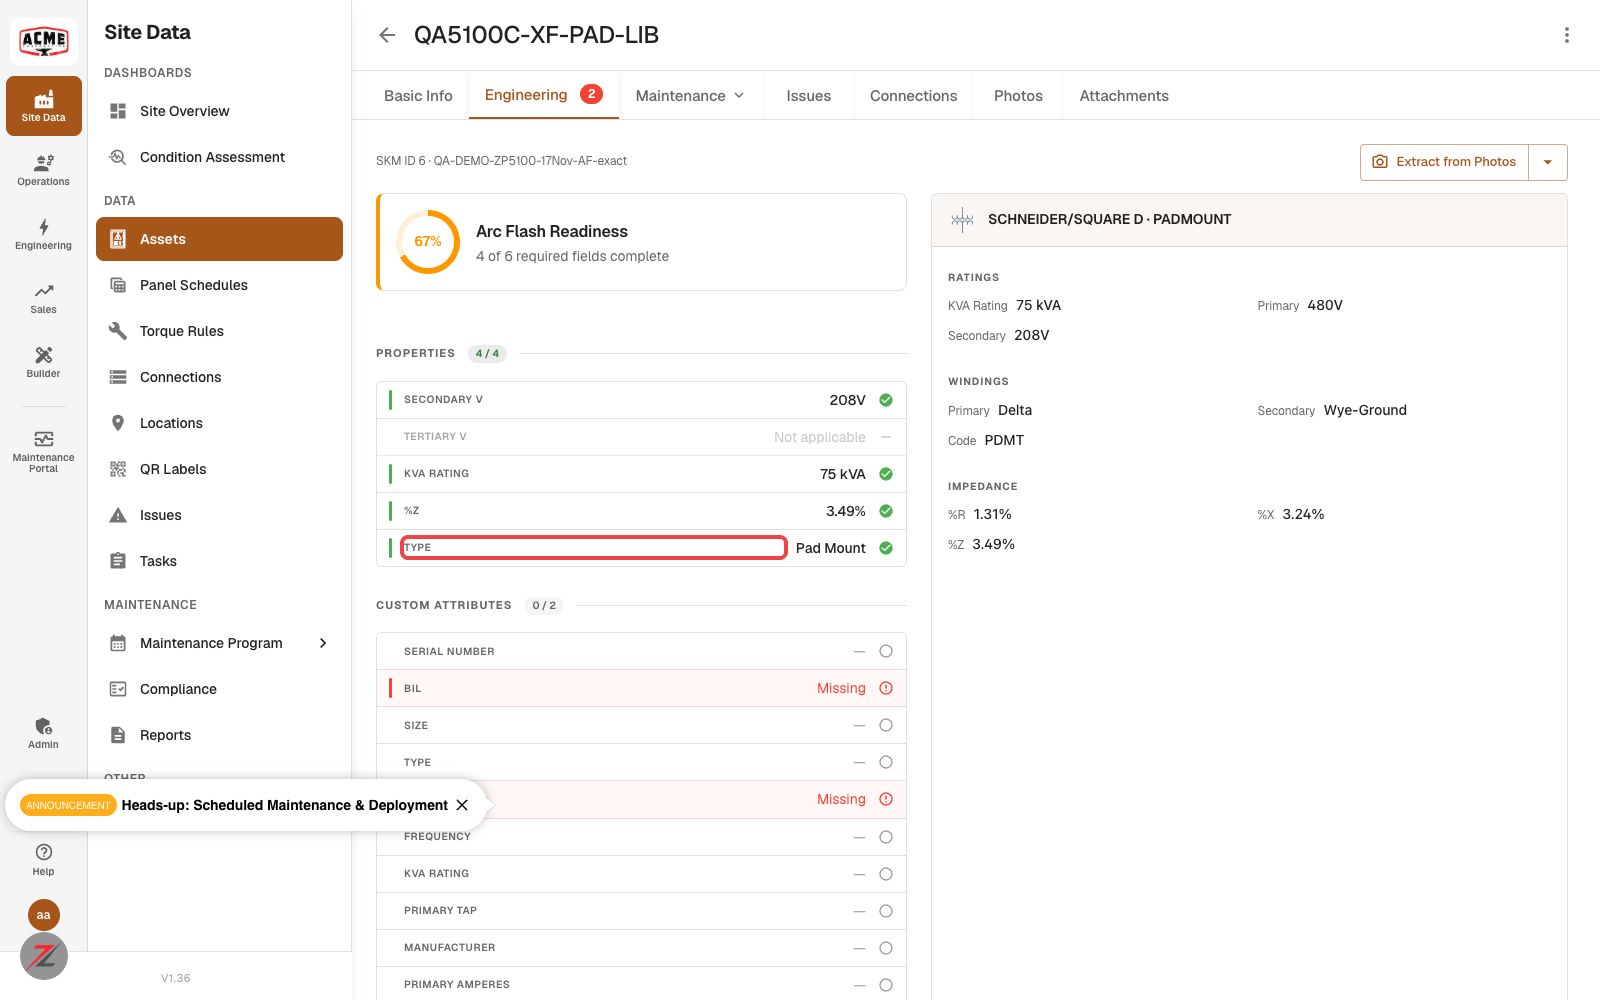 ACME
Site Data
Operations
Engineering
Sales
Builder
Maintenance
Portal
Admin
Help
aa
Site Data
DASHBOARDS
Site Overview
Condition Assessment
DATA
Assets
Panel Schedules
Torque Rules
Connections
Locations
QR Labels
Issues
Tasks
MAINTENANCE
Maintenance Program
Compliance
Reports
OTHER
ANNOUNCEMENT Heads-up: Scheduled Maintenance & Deployment
V1.36
QA5100C-XF-PAD-LIB
Basic Info Engineering 2 Maintenance Issues Connections Photos Attachments
SKM ID 6 · QA-DEMO-ZP5100-17Nov-AF-exact
Extract from Photos
67%
Arc Flash Readiness
4 of 6 required fields complete
PROPERTIES 4 / 4
SECONDARY V 208V
TERTIARY V Not applicable —
KVA RATING 75 kVA
%Z 3.49%
TYPE Pad Mount
CUSTOM ATTRIBUTES 0 / 2
SERIAL NUMBER —
BIL Missing
SIZE —
TYPE —
Missing
FREQUENCY —
KVA RATING —
PRIMARY TAP —
MANUFACTURER —
PRIMARY AMPERES —
SCHNEIDER/SQUARE D · PADMOUNT
RATINGS
KVA Rating 75 kVA Primary 480V
Secondary 208V
WINDINGS
Primary Delta Secondary Wye-Ground
Code PDMT
IMPEDANCE
%R 1.31% %X 3.24%
%Z 3.49%